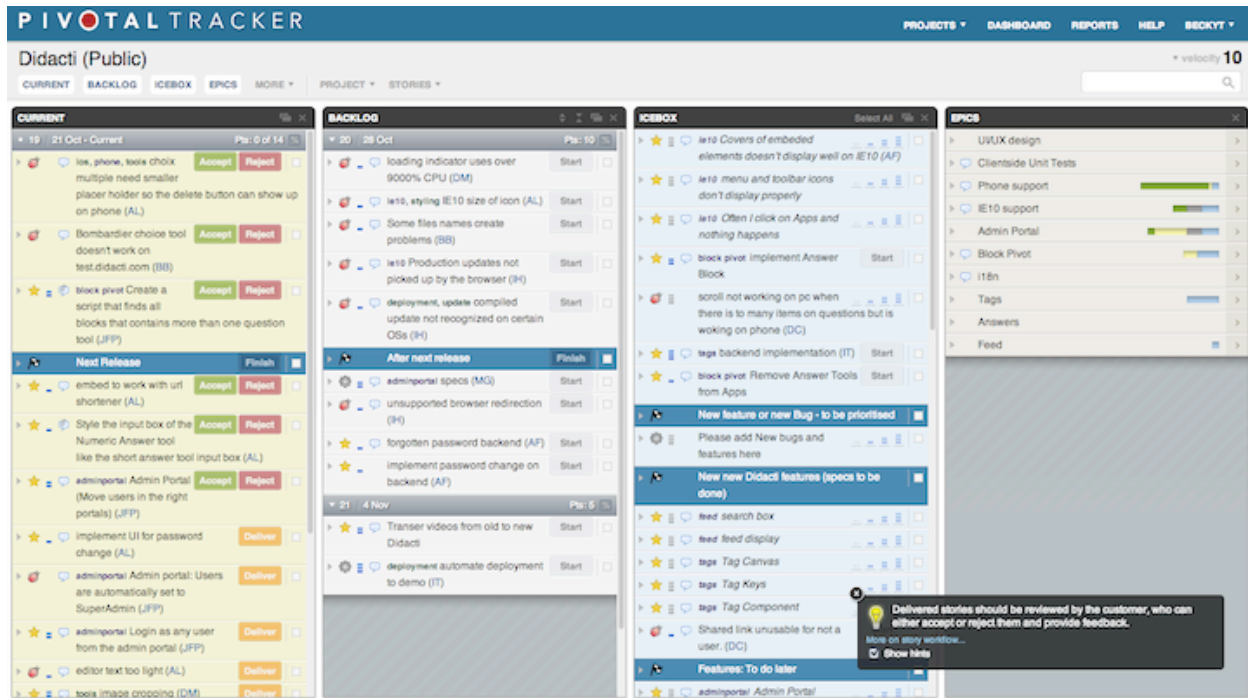 PIVOTAL TRACKER
PROJECTS DASHBOARD REPORTS HELP BECKYT
Didacti (Public)
velocity 10
CURRENT BACKLOG ICEBOX EPICS MORE PROJECT STORIES
CURRENT
19 21 Oct - Current Pts: 0 of 14
ios, phone, tools choix Accept Reject
multiple need smaller
placer holder so the delete button can show up
on phone (AL)
Bombardier choice tool Accept Reject
doesn't work on
test.didacti.com (BB)
block pivot Create a Accept Reject
script that finds all
blocks that contains more than one question
tool (JFP)
Next Release Finish
embed to work with url Accept Reject
shortener (AL)
Style the input box of the Accept Reject
Numeric Answer tool
like the short answer tool input box (AL)
adminportal Admin Portal Accept Reject
(Move users in the right
portals) (JFP)
implement UI for password Deliver
change (AL)
adminportal Admin portal: Users Deliver
are automatically set to
SuperAdmin (JFP)
adminportal Login as any user Deliver
from the admin portal (JFP)
editor text too light (AL) Deliver
tools image cropping (DM) Deliver
BACKLOG
20 28 Oct Pts: 10
loading indicator uses over Start
9000% CPU (DM)
ie10, styling IE10 size of icon (AL) Start
Some files names create Start
problems (BB)
ie10 Production updates not Start
picked up by the browser (IH)
deployment, update compiled Start
update not recognized on certain
OSs (IH)
After next release Finish
adminportal specs (MG) Start
unsupported browser redirection Start
(IH)
forgotten password backend (AF) Start
implement password change on Start
backend (AF)
21 4 Nov Pts: 5
Transer videos from old to new Start
Didacti
deployment automate deployment Start
to demo (IT)
ICEBOX Select All
ie10 Covers of embeded
elements doesn't display well on IE10 (AF)
ie10 menu and toolbar icons
don't display properly
ie10 Often I click on Apps and
nothing happens
block pivot implement Answer Start
Block
scroll not working on pc when
there is to many items on questions but is
woking on phone (DC)
tags backend implementation (IT) Start
block pivot Remove Answer Tools Start
from Apps
New feature or new Bug - to be prioritised
Please add New bugs and
features here
New new Didacti features (specs to be
done)
feed search box
feed feed display
tags Tag Canvas
tags Tag Keys
tags Tag Component
Shared link unusable for not a
user. (DC)
Features: To do later
adminportal Admin Portal
EPICS
UI/UX design
Clientside Unit Tests
Phone support
IE10 support
Admin Portal
Block Pivot
i18n
Tags
Answers
Feed
Delivered stories should be reviewed by the customer, who can
either accept or reject them and provide feedback.
More on story workflow...
Show hints